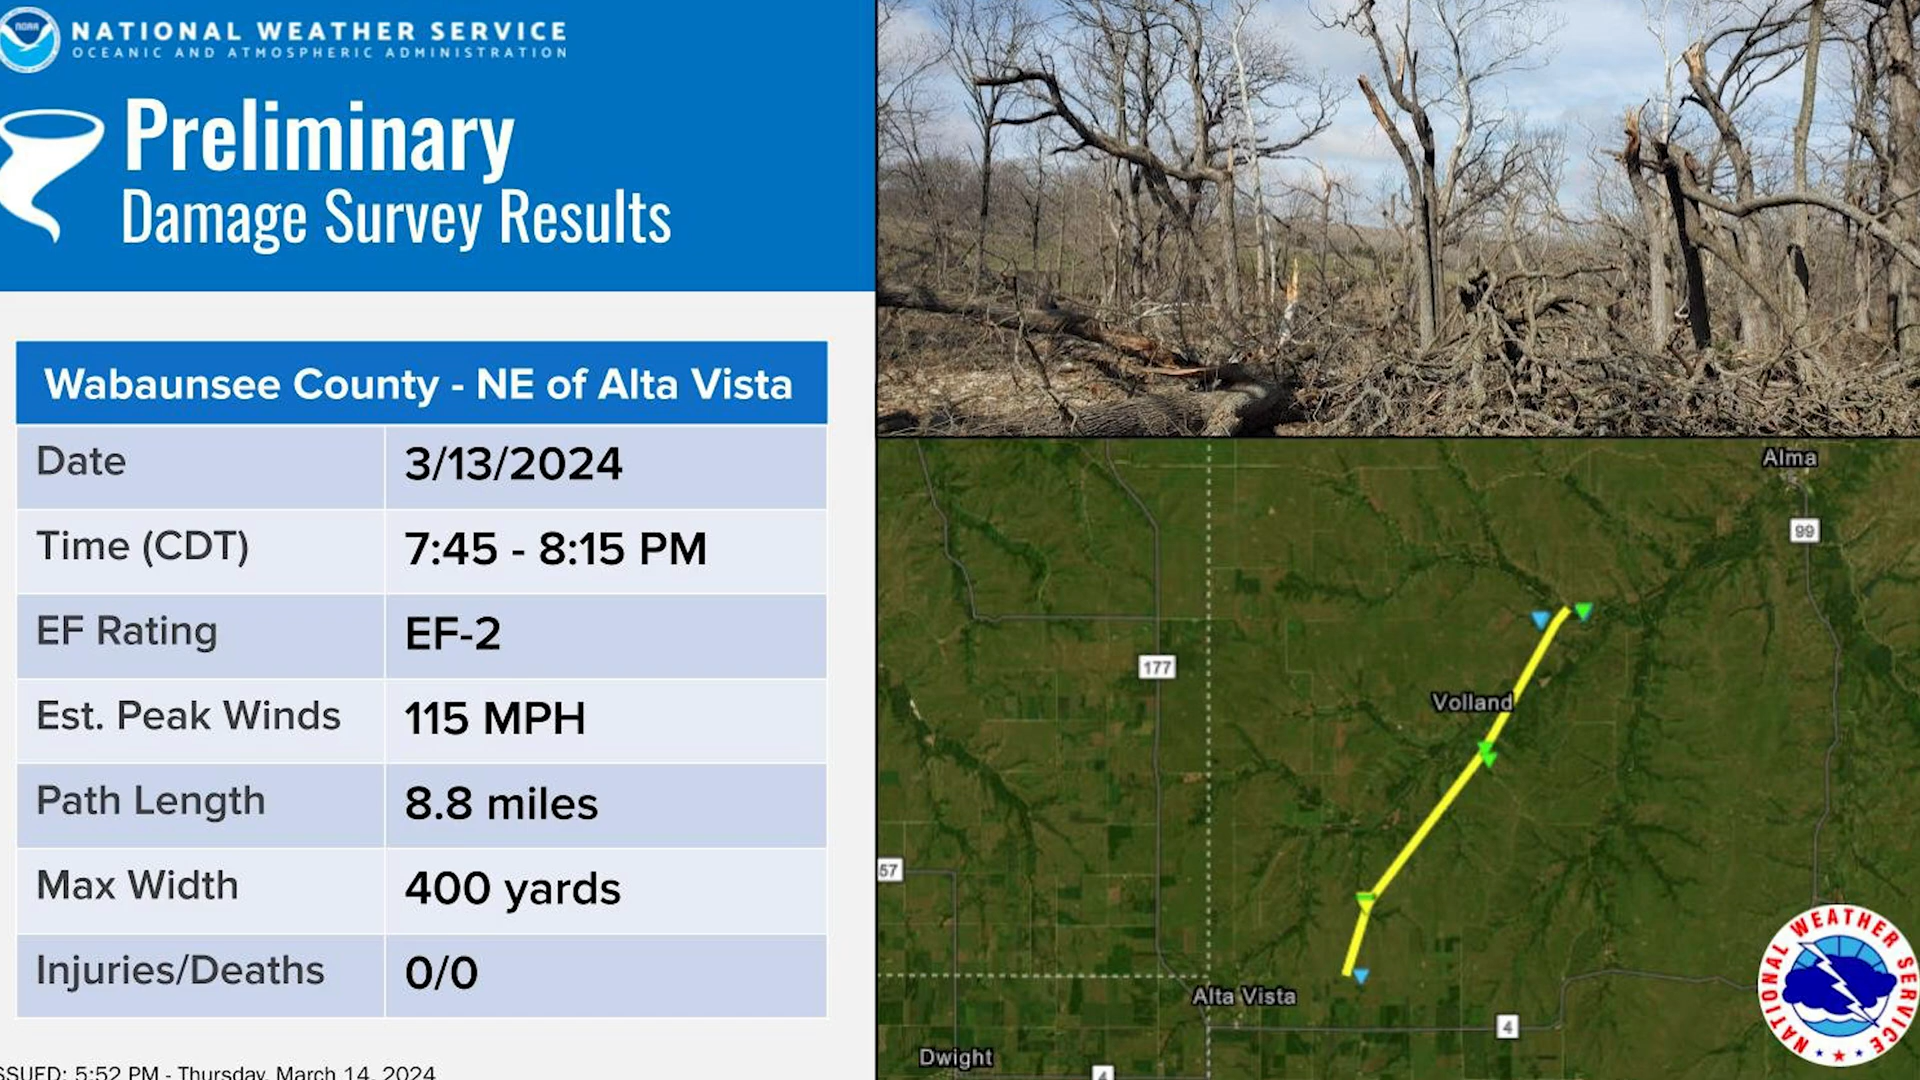 NOAA
NATIONAL WEATHER SERVICE
OCEANIC AND ATMOSPHERIC ADMINISTRATION
Preliminary
Damage Survey Results
Wabaunsee County - NE of Alta Vista
Date 3/13/2024
Time (CDT) 7:45 - 8:15 PM
EF Rating EF-2
Est. Peak Winds 115 MPH
Path Length 8.8 miles
Max Width 400 yards
Injuries/Deaths 0/0
SSUED: 5:52 PM - Thursday, March 14, 2024
Alma
99
177
Volland
57
Alta Vista
4
Dwight
4
NATIONAL WEATHER SERVICE